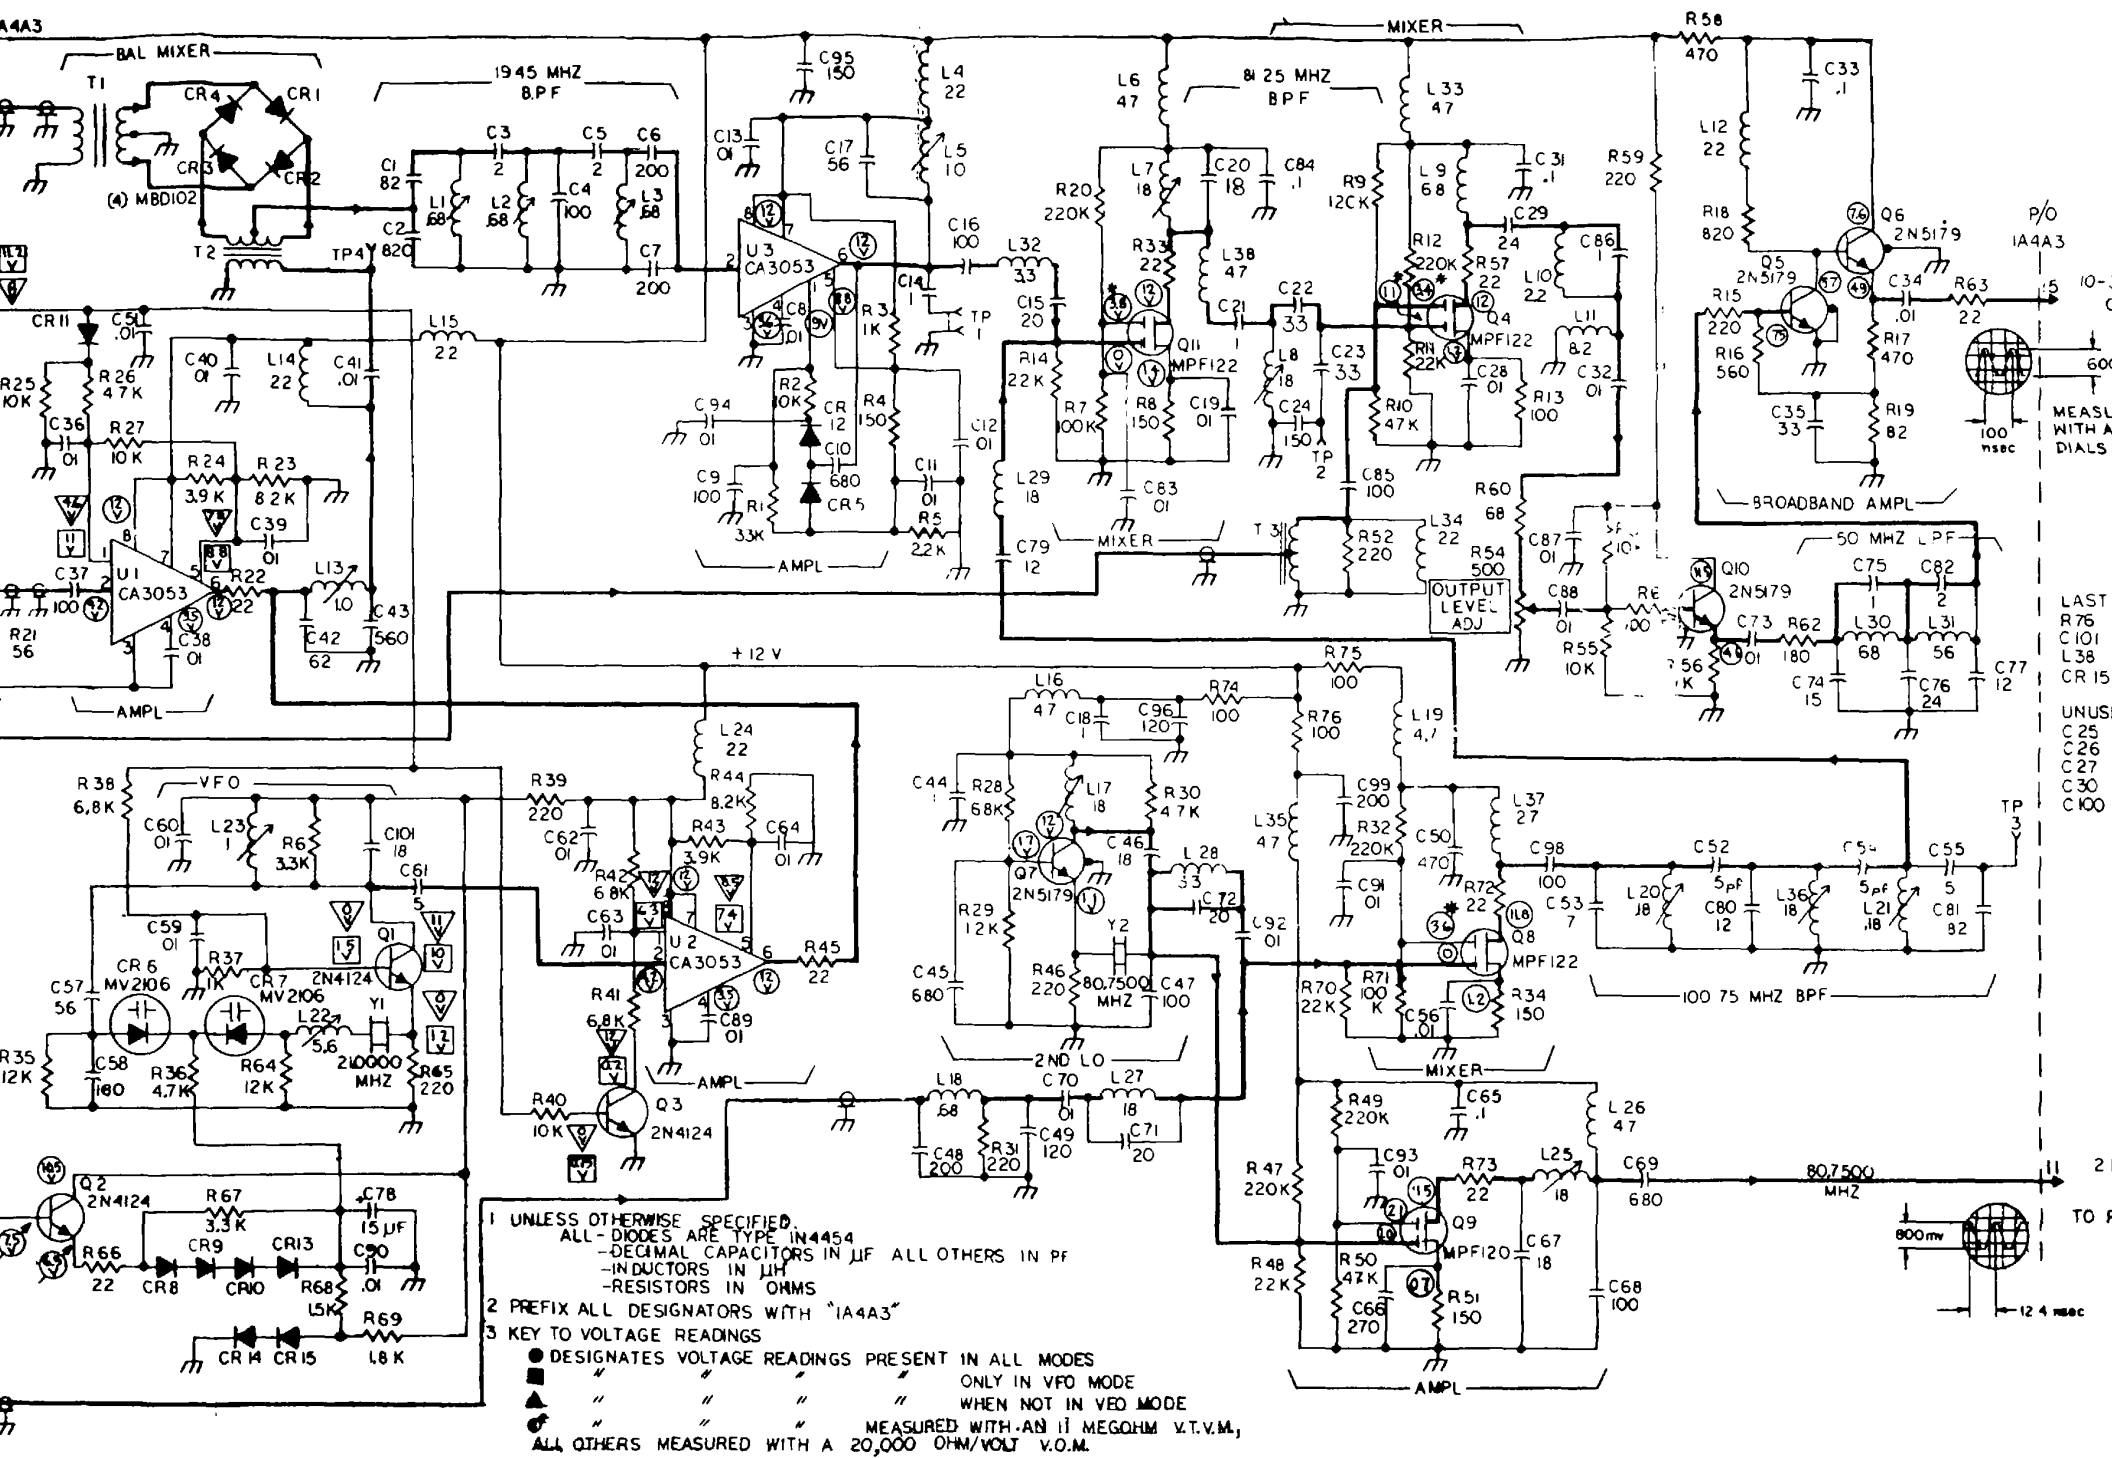 1A4A3
BAL MIXER
T1
CR4
CR1
CR3
CR2
(4) MBD102
T2
TP4
1945 MHZ
B.P.F
C1
82
C2
820
L1
.68
C3
2
L2
.68
C4
100
C5
2
L3
.68
C6
200
C7
200
C95
150
L4
22
C13
01
C17
56
L5
10
U3
CA3053
C8
.01
R3
1K
C14
1
TP
1
C16
100
L32
3.3
C15
20
R2
10K
CR
12
R4
150
C94
01
C10
680
C9
100
R1
33K
CR5
C11
01
C12
01
R5
2.2K
AMPL
MIXER
L6
47
8125 MHZ
B.P.F
L33
47
R20
220K
L7
18
C20
18
C84
.1
R33
22
L38
47
C21
1
C22
33
L8
18
C23
33
C24
150
TP
2
Q11
MPF122
R14
22K
R7
100K
R8
150
C19
01
C83
01
L29
18
C79
12
MIXER
R9
12CK
L9
68
C31
.1
R12
220K
R57
22
C29
24
L10
2.2
C86
1
L11
8.2
C32
01
Q4
MPF122
R11
22K
R10
47K
C28
01
R13
100
C85
100
T3
R52
220
L34
22
R60
68
R54
500
OUTPUT
LEVEL
ADJ
C87
01
C88
01
R55
10K
R59
220
R58
470
C33
.1
L12
22
R18
820
Q6
2N5179
Q5
2N5179
R15
220
R16
560
C35
33
C34
.01
R63
22
R17
470
R19
82
P/O
1A4A3
5
100
nsec
600
MEASU
WITH A
DIALS
BROADBAND AMPL
50 MHZ LPF
C75
1
C82
2
Q10
2N5179
C73
01
R62
180
L30
68
L31
56
C74
15
C76
24
C77
12
LAST
R76
C101
L38
CR15
UNUS
C25
C26
C27
C30
C100
CR11
C51
.01
R25
10K
R26
4.7K
C40
01
L14
22
C41
.01
L15
22
C36
01
R27
10K
R24
3.9K
R23
8.2K
C39
01
C37
100
U1
CA3053
R22
22
L13
1.0
C43
560
R21
56
C38
01
C42
62
AMPL
+12 V
R75
100
L16
47
C18
1
C96
120
R74
100
R76
100
L19
4.7
L24
22
R38
6.8K
VFO
R39
220
R44
8.2K
C60
01
L23
1
R6
3.3K
C101
18
C62
01
R43
3.9K
C64
01
C61
5
R42
6.8K
C59
01
R37
1K
CR6
MV2106
CR7
MV2106
Q1
2N4124
C63
01
U2
CA3053
R45
22
C57
56
L22
5.6
Y1
21.0000
MHZ
R41
6.8K
C89
01
R35
12K
C58
180
R36
4.7K
R64
12K
R65
220
AMPL
R40
10K
Q3
2N4124
C44
1
R28
68K
L17
18
R30
4.7K
L35
47
C99
200
R32
220K
C50
470
L37
27
C46
18
L28
33
Q7
2N5179
C72
20
C91
01
R72
22
C98
100
R29
12K
Y2
80.7500
MHZ
C92
01
C45
680
R46
220
C47
100
R70
22K
R71
100
K
Q8
MPF122
C56
.01
R34
150
2ND LO
MIXER
C52
5pf
C54
5pf
C55
5
TP
3
C53
7
L20
.18
C80
12
L36
18
L21
.18
C81
82
100 75 MHZ BPF
L18
.68
C70
01
L27
18
C48
200
R31
220
C49
120
C71
20
R49
220K
C65
.1
L26
47
C93
01
R73
22
L25
18
C69
680
80.7500
MHZ
11
R47
220K
Q9
MPF120
R48
22K
R50
47K
C66
270
R51
150
C67
18
C68
100
AMPL
800mv
12 4 nsec
Q2
2N4124
R67
3.3K
C78
15µF
R66
22
CR8
CR9
CR10
CR13
R68
1.5K
C90
.01
R69
1.8K
CR14
CR15
1 UNLESS OTHERWISE SPECIFIED.
ALL - DIODES ARE TYPE IN4454
-DECIMAL CAPACITORS IN µF ALL OTHERS IN PF
-INDUCTORS IN µH
-RESISTORS IN OHMS
2 PREFIX ALL DESIGNATORS WITH "1A4A3"
3 KEY TO VOLTAGE READINGS
● DESIGNATES VOLTAGE READINGS PRESENT IN ALL MODES
■ " " " " ONLY IN VFO MODE
▲ " " " " WHEN NOT IN VFO MODE
" " " MEASURED WITH AN 11 MEGOHM V.T.V.M.,
ALL OTHERS MEASURED WITH A 20,000 OHM/VOLT V.O.M.